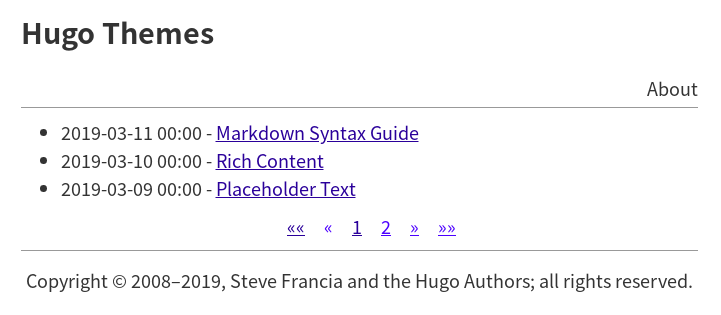 Hugo Themes
About
2019-03-11 00:00 - Markdown Syntax Guide
2019-03-10 00:00 - Rich Content
2019-03-09 00:00 - Placeholder Text
«« « 1 2 » »»
Copyright © 2008–2019, Steve Francia and the Hugo Authors; all rights reserved.